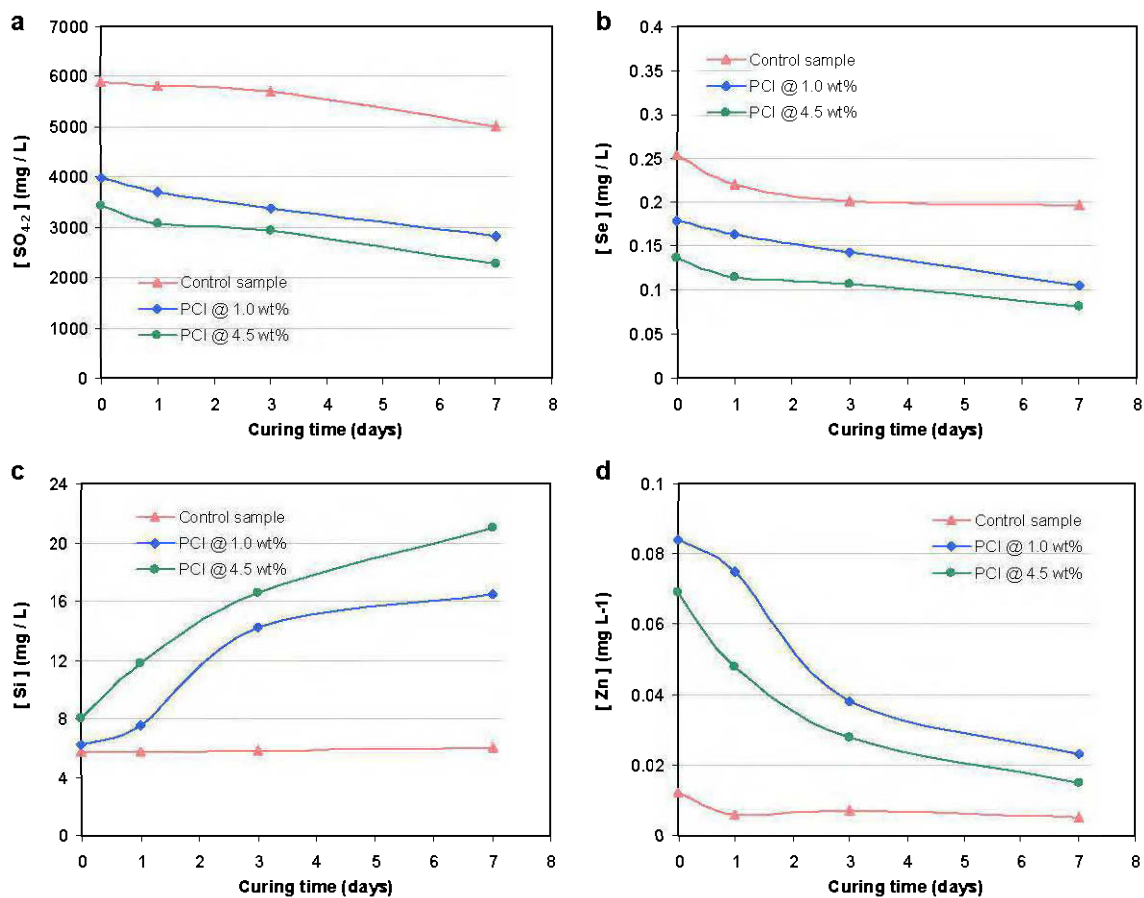 a
[ SO4-2 ] (mg / L)
7000
6000
5000
4000
3000
2000
1000
0
Control sample
PCI @ 1.0 wt%
PCI @ 4.5 wt%
0 1 2 3 4 5 6 7 8
Curing time (days)
b
[ Se ] (mg / L)
0.4
0.35
0.3
0.25
0.2
0.15
0.1
0.05
0
Control sample
PCI @ 1.0 wt%
PCI @ 4.5 wt%
0 1 2 3 4 5 6 7 8
Curing time (days)
c
[ Si ] (mg / L)
24
20
16
12
8
4
0
Control sample
PCI @ 1.0 wt%
PCI @ 4.5 wt%
0 1 2 3 4 5 6 7 8
Curing time (days)
d
[ Zn ] (mg L-1)
0.1
0.08
0.06
0.04
0.02
0
Control sample
PCI @ 1.0 wt%
PCI @ 4.5 wt%
0 1 2 3 4 5 6 7 8
Curing time (days)